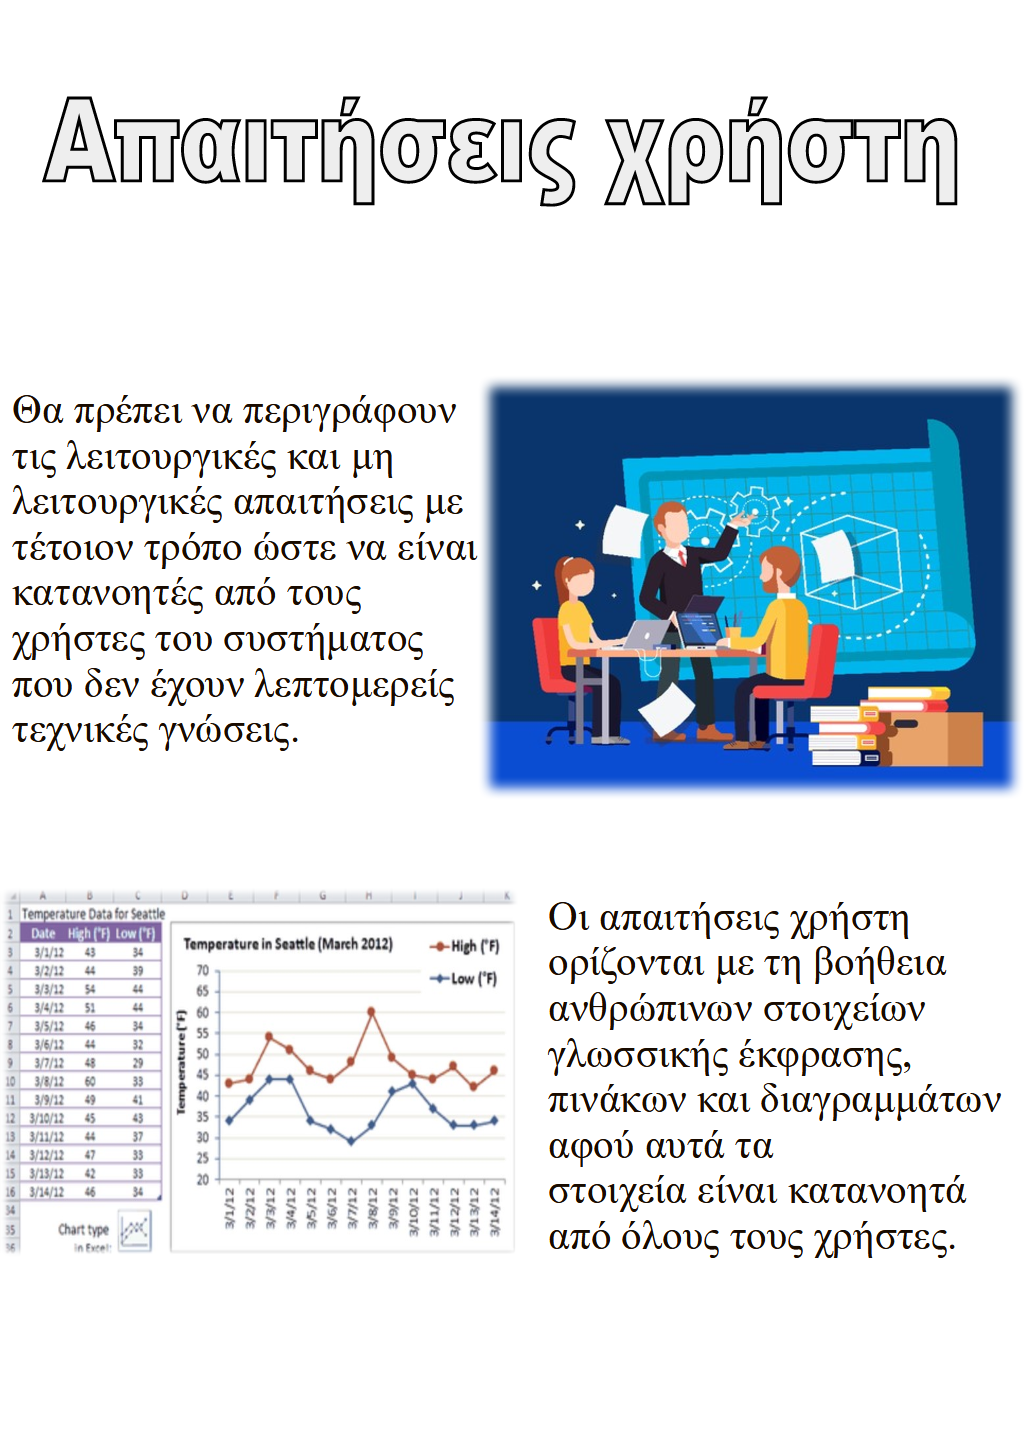 Απαιτήσεις χρήστη
Θα πρέπει να περιγράφουν
τις λειτουργικές και μη
λειτουργικές απαιτήσεις με
τέτοιον τρόπο ώστε να είναι
κατανοητές από τους
χρήστες του συστήματος
που δεν έχουν λεπτομερείς
τεχνικές γνώσεις.
A B C D E F G H I J K
1 Temperature Data for Seattle
2 Date High (°F) Low (°F)
3 3/1/12 43 34
4 3/2/12 44 39
5 3/3/12 54 44
6 3/4/12 51 44
7 3/5/12 46 34
8 3/6/12 44 32
9 3/7/12 48 29
10 3/8/12 60 33
11 3/9/12 49 41
12 3/10/12 45 43
13 3/11/12 44 37
14 3/12/12 47 33
15 3/13/12 42 33
16 3/14/12 46 34
34
35 Chart type
36 in Excel:
Temperature in Seattle (March 2012)
High (°F)
Low (°F)
Temperature (°F)
70
65
60
55
50
45
40
35
30
25
20
3/1/12 3/2/12 3/3/12 3/4/12 3/5/12 3/6/12 3/7/12 3/8/12 3/9/12 3/10/12 3/11/12 3/12/12 3/13/12 3/14/12
Οι απαιτήσεις χρήστη
ορίζονται με τη βοήθεια
ανθρώπινων στοιχείων
γλωσσικής έκφρασης,
πινάκων και διαγραμμάτων
αφού αυτά τα
στοιχεία είναι κατανοητά
από όλους τους χρήστες.